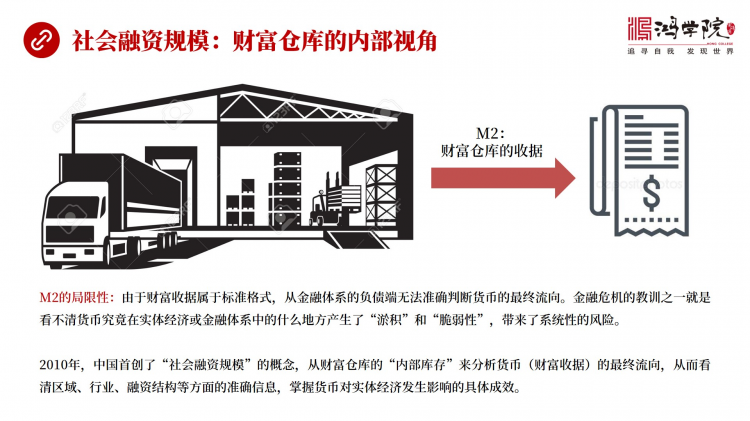 社会融资规模：财富仓库的内部视角
鸿学院
追寻自我 发现世界
M2：
财富仓库的收据
$
M2的局限性：由于财富收据属于标准格式，从金融体系的负债端无法准确判断货币的最终流向。金融危机的教训之一就是
看不清货币究竟在实体经济或金融体系中的什么地方产生了“淤积”和“脆弱性”，带来了系统性的风险。
2010年，中国首创了“社会融资规模”的概念，从财富仓库的“内部库存”来分析货币（财富收据）的最终流向，从而看
清区域、行业、融资结构等方面的准确信息，掌握货币对实体经济发生影响的具体成效。